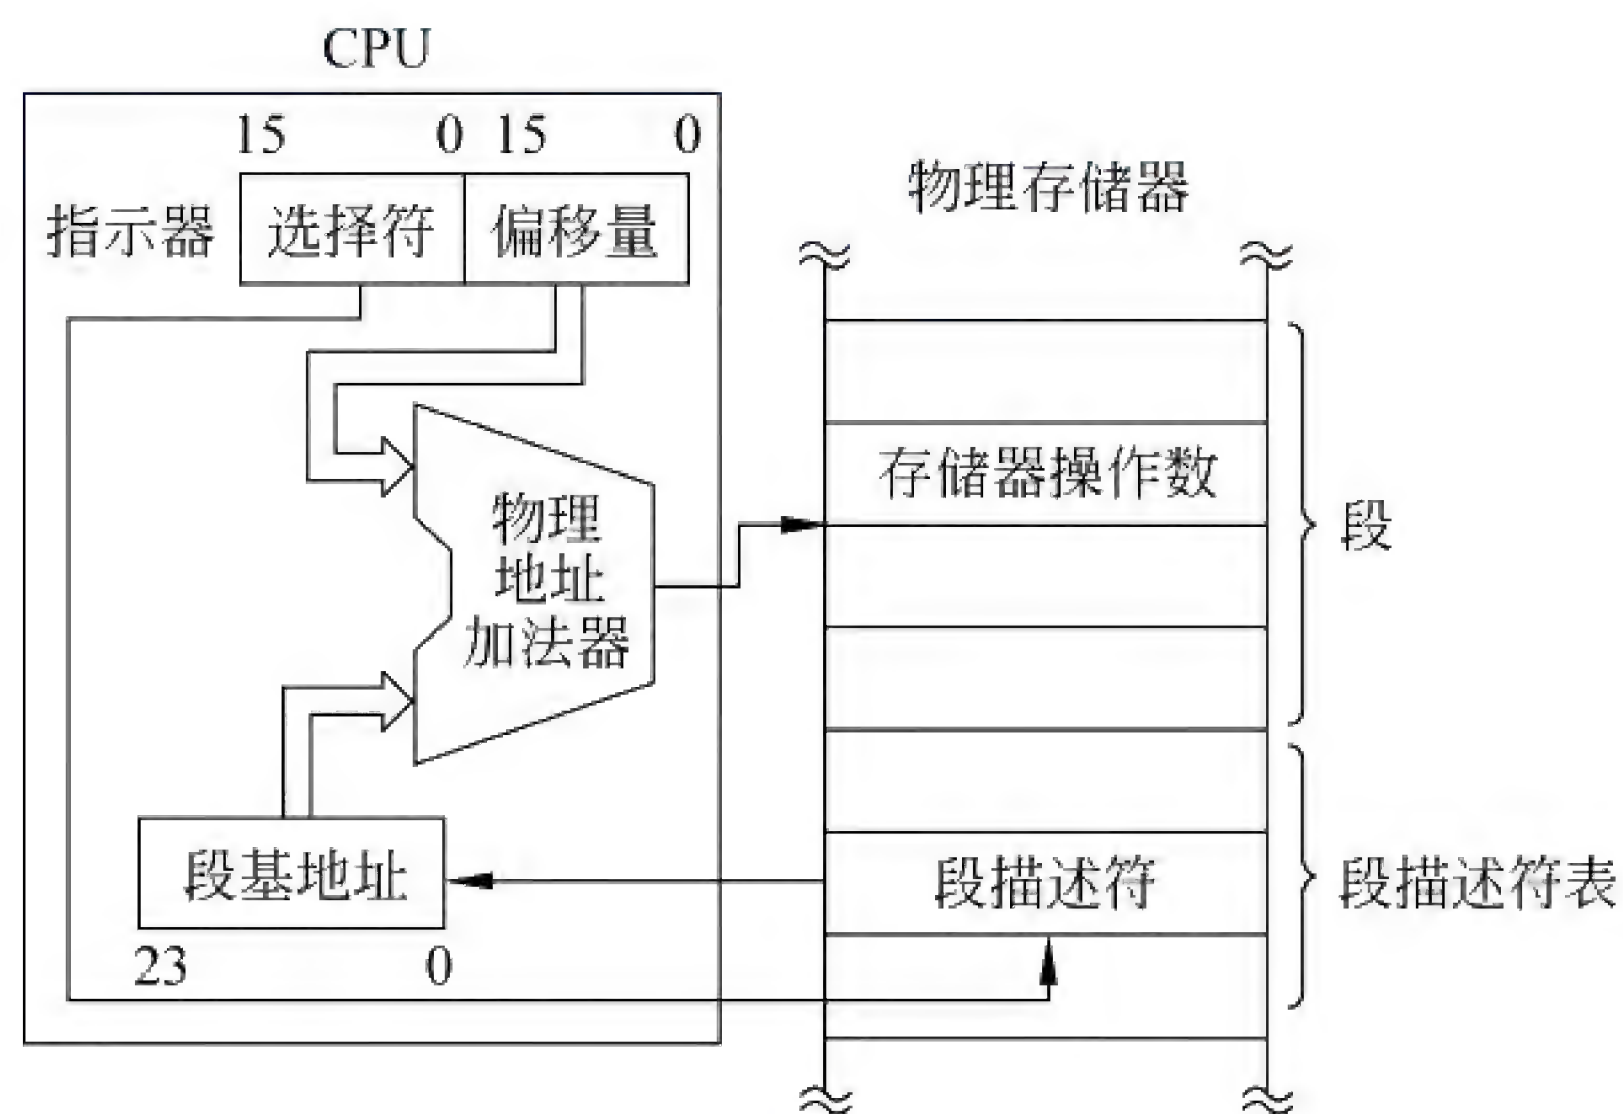 CPU
15 0 15 0
指示器 选择符 偏移量
物理存储器
存储器操作数
物理
地址
加法器
段
段基地址
23 0
段描述符
段描述符表